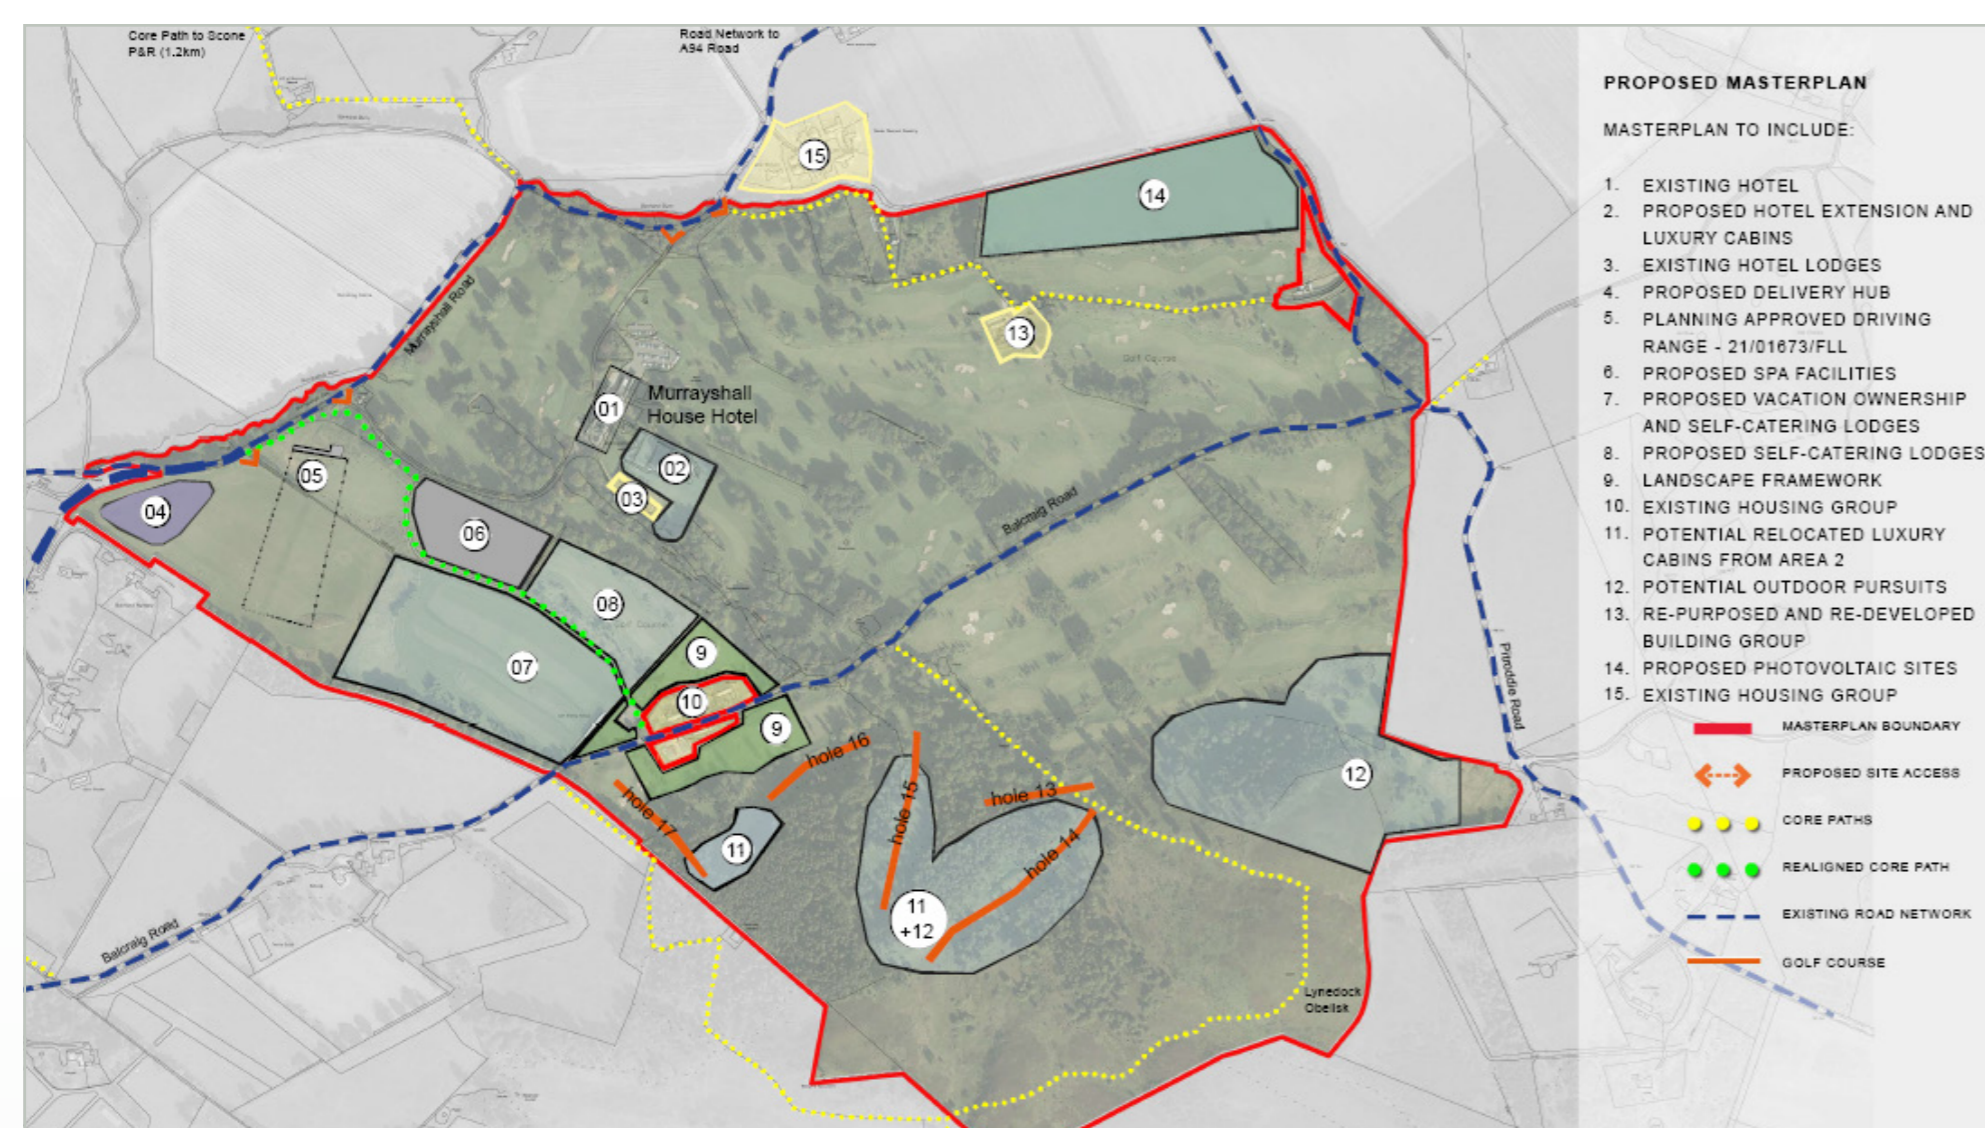 Core Path to Scone
P&R (1.2km)
Road Network to
A94 Road
15
14
13
Murrayshall Road
Golf Course
Murrayshall
House Hotel
01
02
03
04
05
06
07
08
Golf Course
9
10
9
Balcraig Road
hole 16
hole 17
hole 15
hole 13
hole 14
11
11
+12
12
Balcraig Road
Pitroddie Road
Lynedock
Obelisk
PROPOSED MASTERPLAN
MASTERPLAN TO INCLUDE:
1. EXISTING HOTEL
2. PROPOSED HOTEL EXTENSION AND
LUXURY CABINS
3. EXISTING HOTEL LODGES
4. PROPOSED DELIVERY HUB
5. PLANNING APPROVED DRIVING
RANGE - 21/01673/FLL
6. PROPOSED SPA FACILITIES
7. PROPOSED VACATION OWNERSHIP
AND SELF-CATERING LODGES
8. PROPOSED SELF-CATERING LODGES
9. LANDSCAPE FRAMEWORK
10. EXISTING HOUSING GROUP
11. POTENTIAL RELOCATED LUXURY
CABINS FROM AREA 2
12. POTENTIAL OUTDOOR PURSUITS
13. RE-PURPOSED AND RE-DEVELOPED
BUILDING GROUP
14. PROPOSED PHOTOVOLTAIC SITES
15. EXISTING HOUSING GROUP
MASTERPLAN BOUNDARY
PROPOSED SITE ACCESS
CORE PATHS
REALIGNED CORE PATH
EXISTING ROAD NETWORK
GOLF COURSE